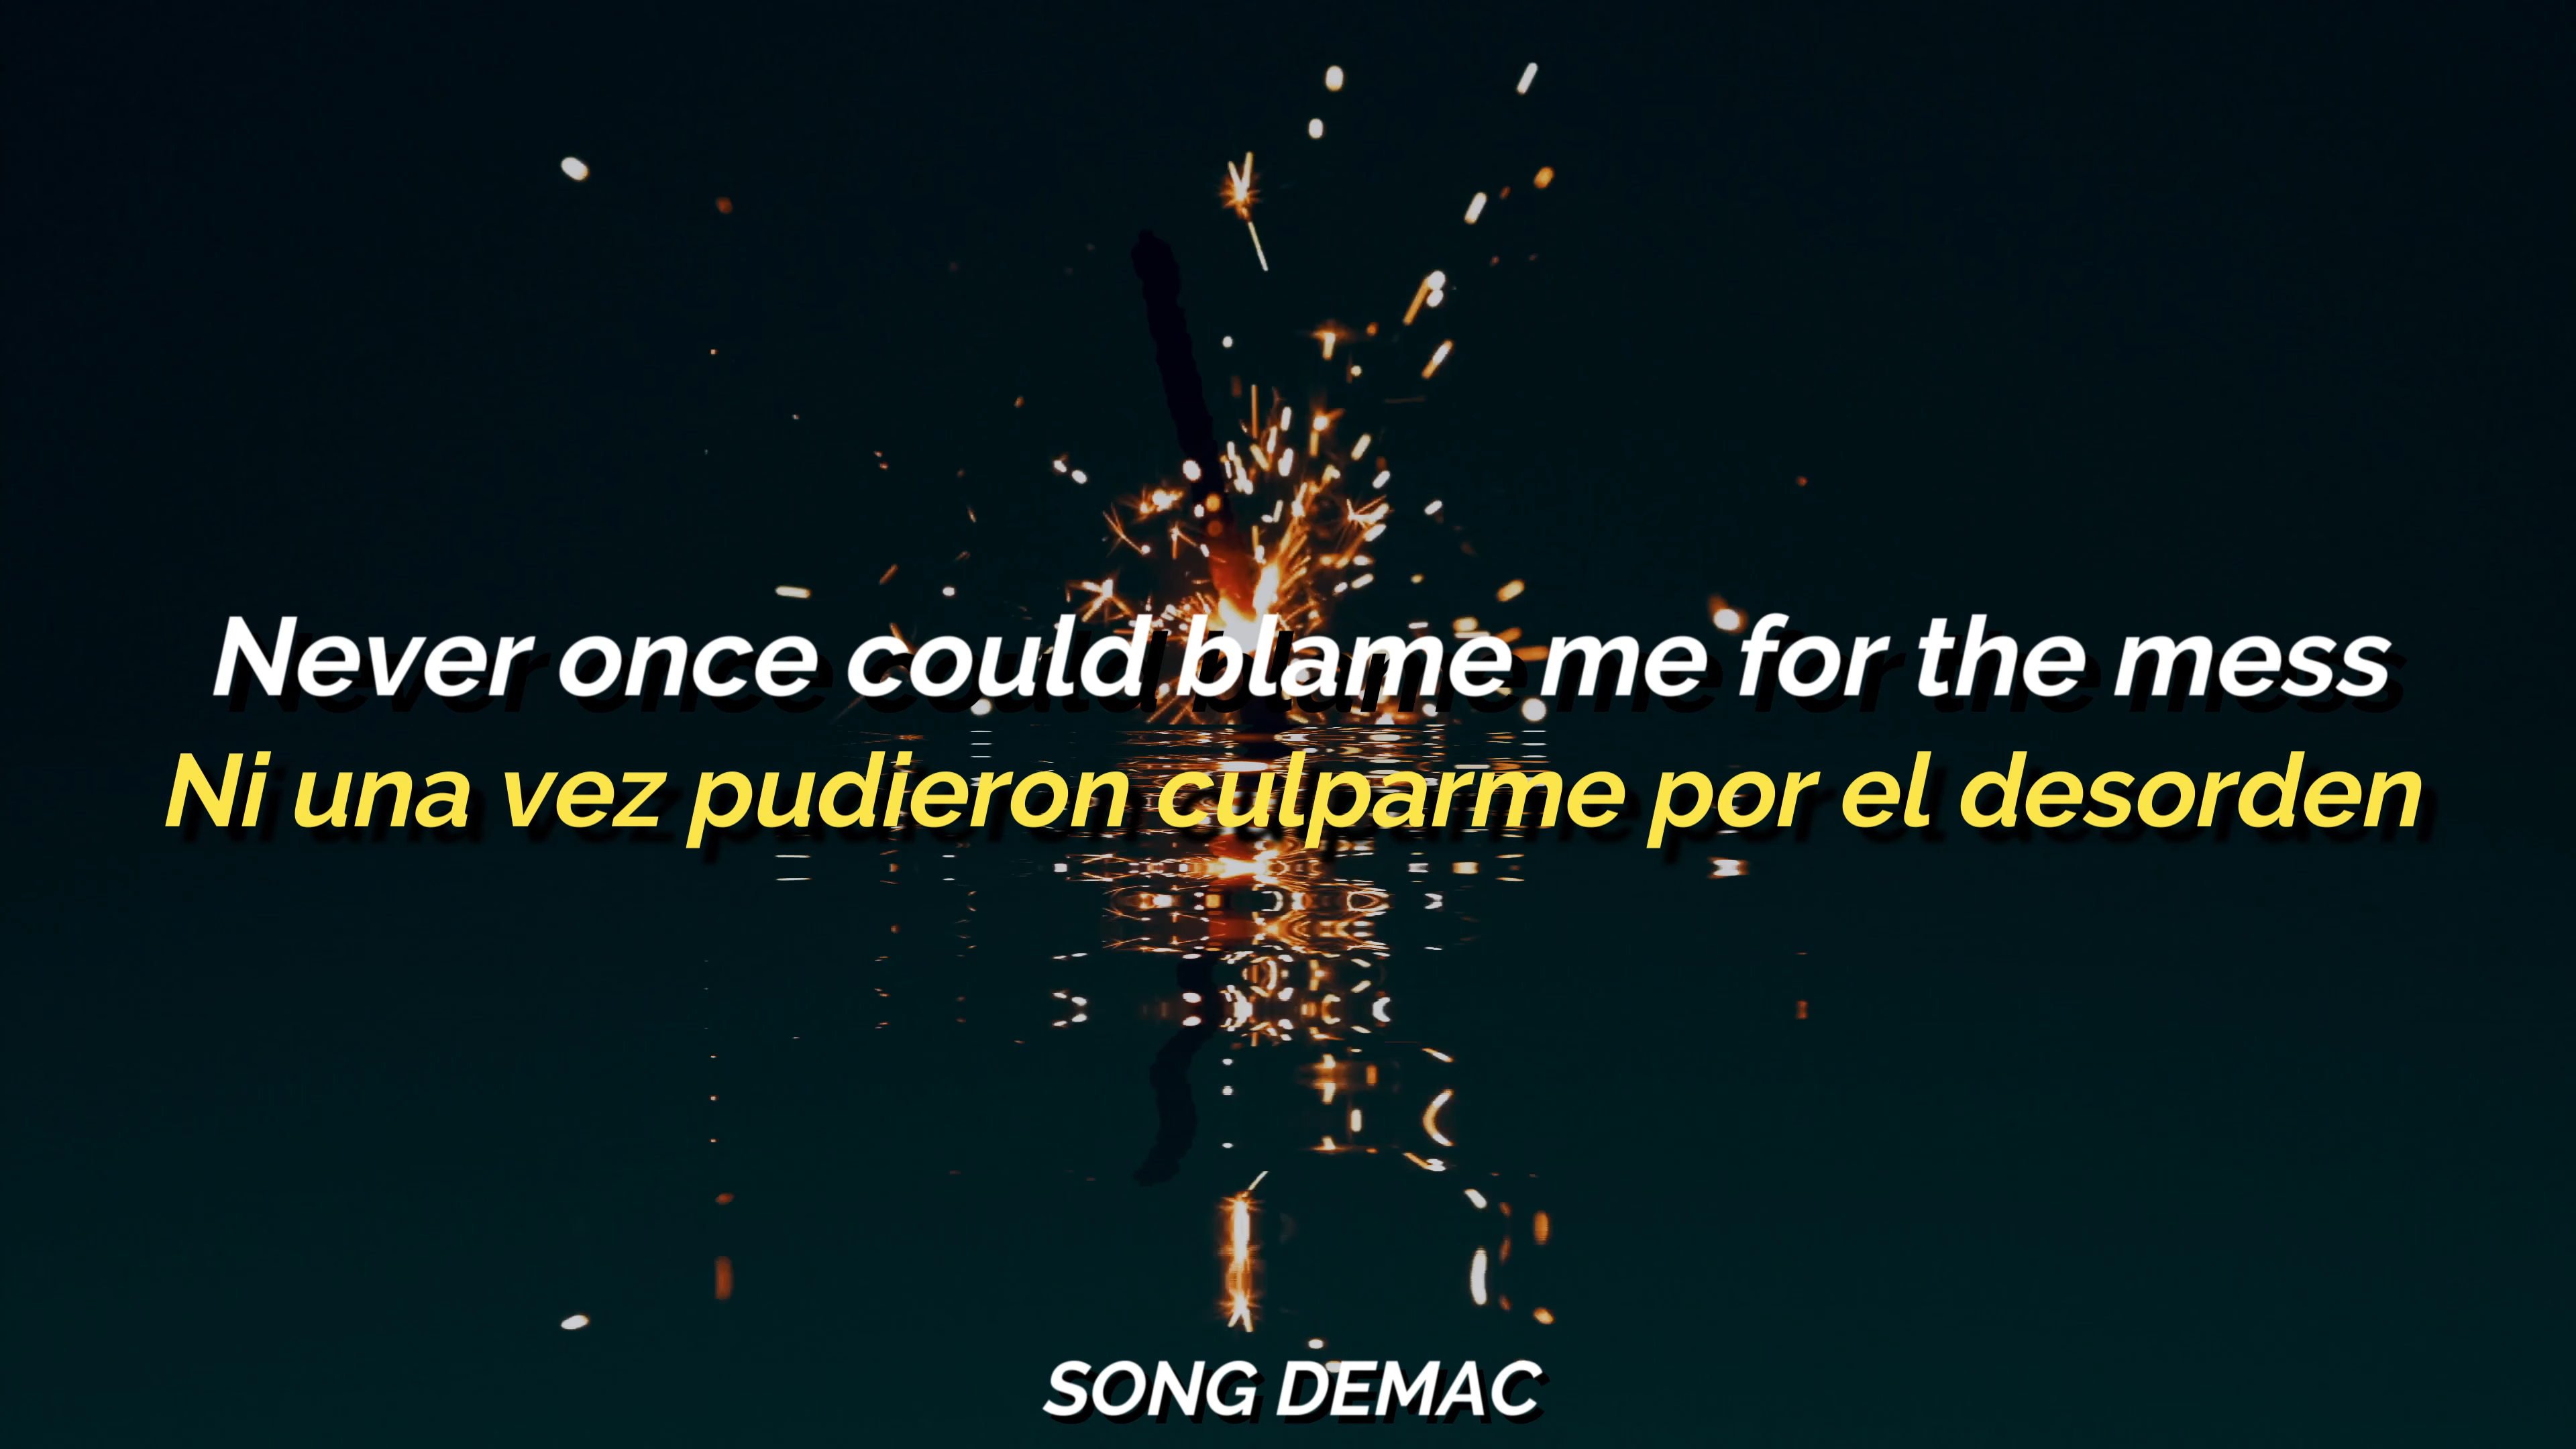 Never once could blame me for the mess
Ni una vez pudieron culparme por el desorden
SONG DEMAC